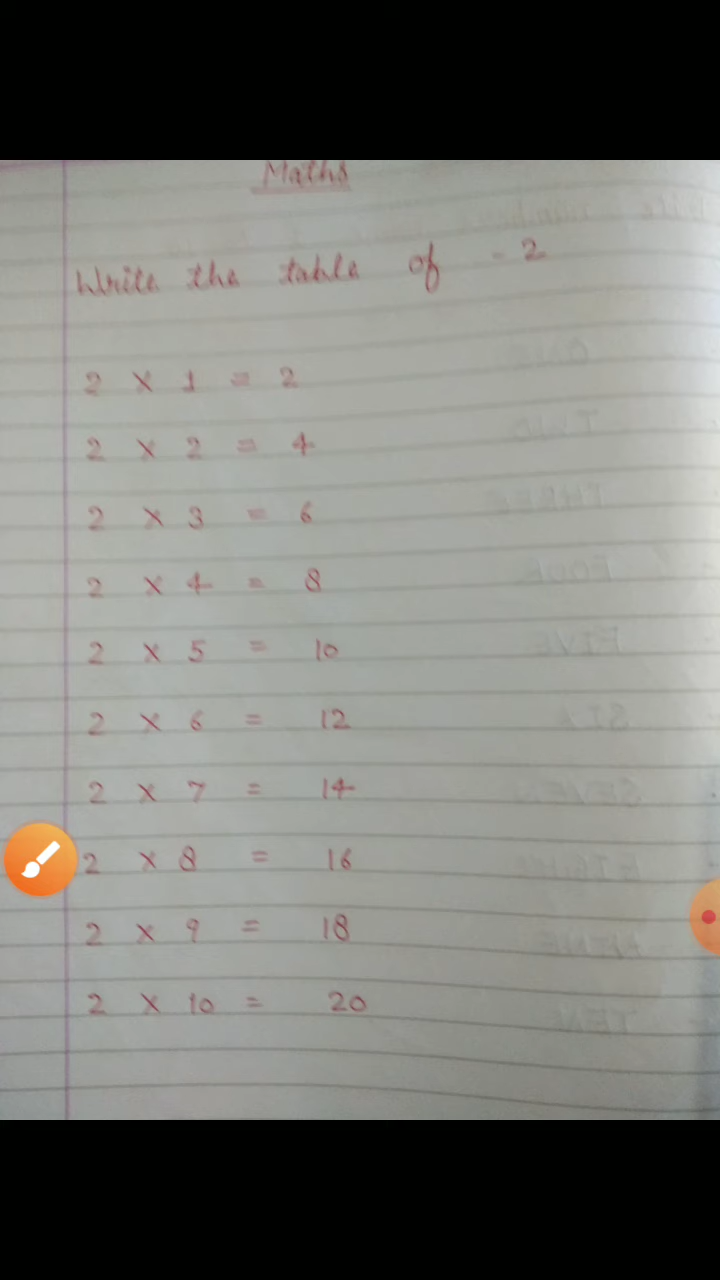 Maths
Write the table of - 2
2 × 1 = 2
2 × 2 = 4
2 × 3 = 6
2 × 4 = 8
2 × 5 = 10
2 × 6 = 12
2 × 7 = 14
2 × 8 = 16
2 × 9 = 18
2 × 10 = 20